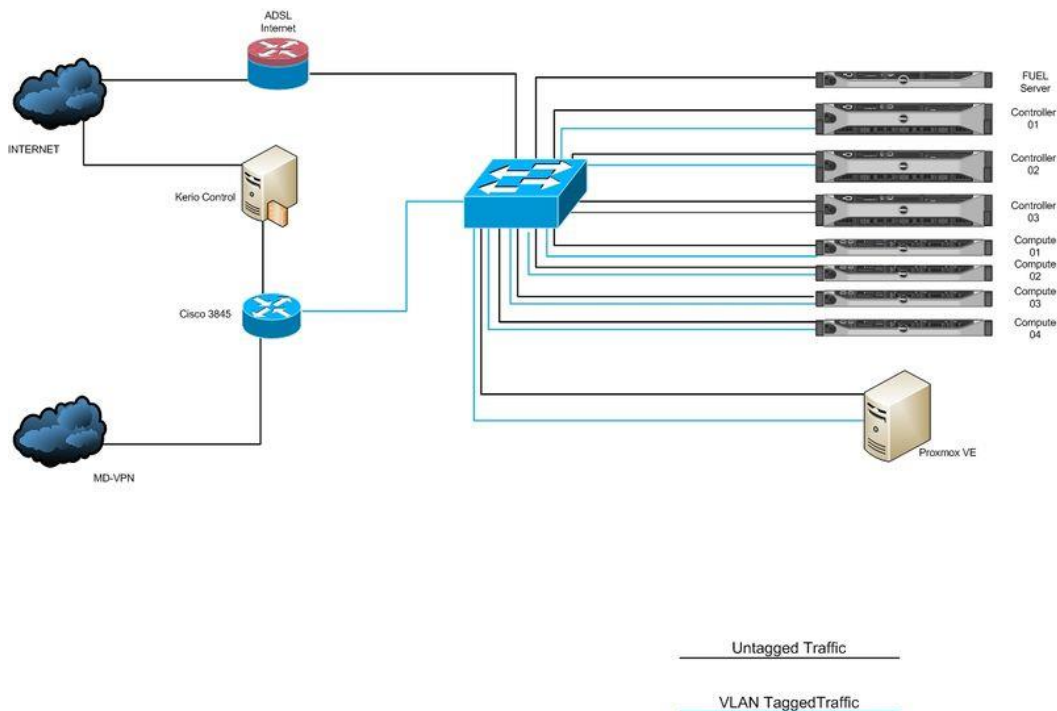 ADSL
Internet
FUEL
Server
Controller
01
INTERNET
Controller
02
Kerio Control
Controller
03
Compute
01
Compute
02
Cisco 3845
Compute
03
Compute
04
Proxmox VE
MD-VPN
Untagged Traffic
VLAN TaggedTraffic